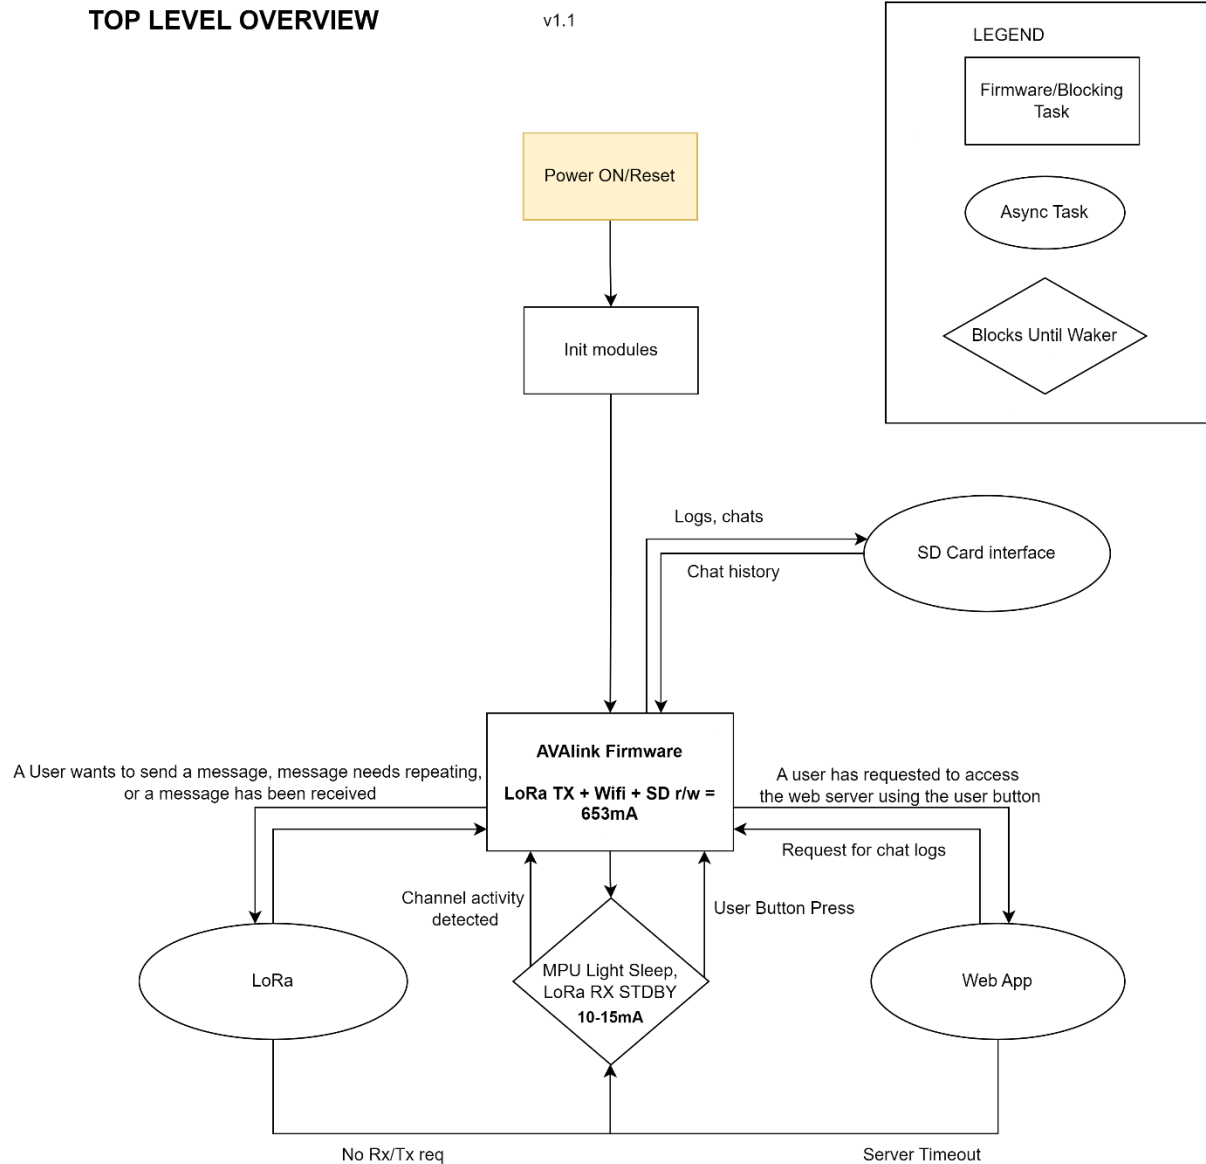 TOP LEVEL OVERVIEW
v1.1
LEGEND
Firmware/Blocking
Task
Async Task
Blocks Until Waker
Power ON/Reset
Init modules
Logs, chats
Chat history
SD Card interface
AVAlink Firmware
LoRa TX + Wifi + SD r/w =
653mA
A User wants to send a message, message needs repeating,
or a message has been received
A user has requested to access
the web server using the user button
Request for chat logs
Channel activity
detected
User Button Press
LoRa
MPU Light Sleep,
LoRa RX STDBY
10-15mA
Web App
No Rx/Tx req
Server Timeout